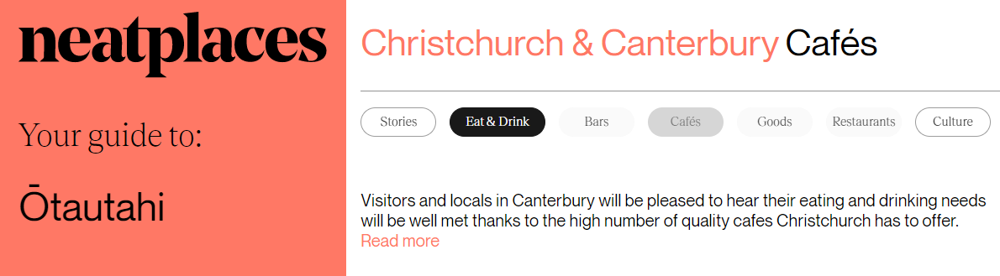 neatplaces
Your guide to:
Ōtautahi
Christchurch & Canterbury Cafés
Stories
Eat & Drink
Bars
Cafés
Goods
Restaurants
Culture
Visitors and locals in Canterbury will be pleased to hear their eating and drinking needs
will be well met thanks to the high number of quality cafes Christchurch has to offer.
Read more